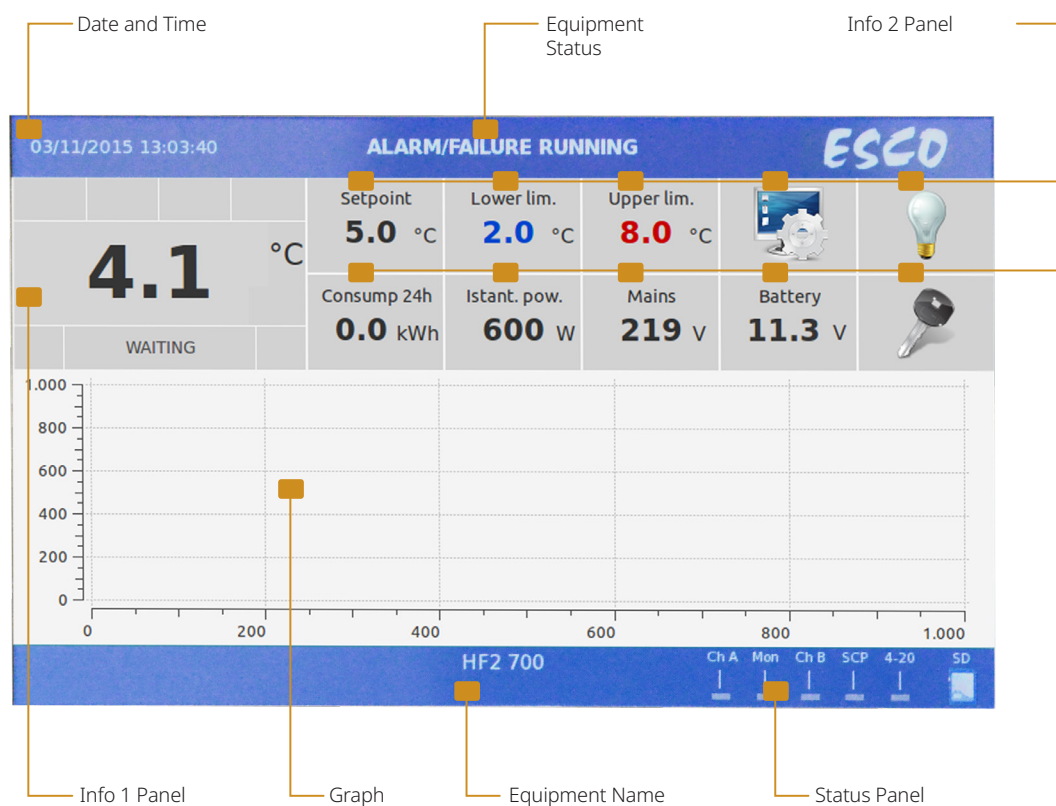 Date and Time
Equipment
Status
Info 2 Panel
03/11/2015 13:03:40
ALARM/FAILURE RUNNING
ESCO
Setpoint
Lower lim.
Upper lim.
5.0 °C
2.0 °C
8.0 °C
4.1 °C
Consump 24h
Istant. pow.
Mains
Battery
0.0 kWh
600 W
219 V
11.3 V
WAITING
1.000
800
600
400
200
0
0
200
400
600
800
1.000
HF2 700
Ch A
Mon
Ch B
SCP
4-20
SD
Info 1 Panel
Graph
Equipment Name
Status Panel